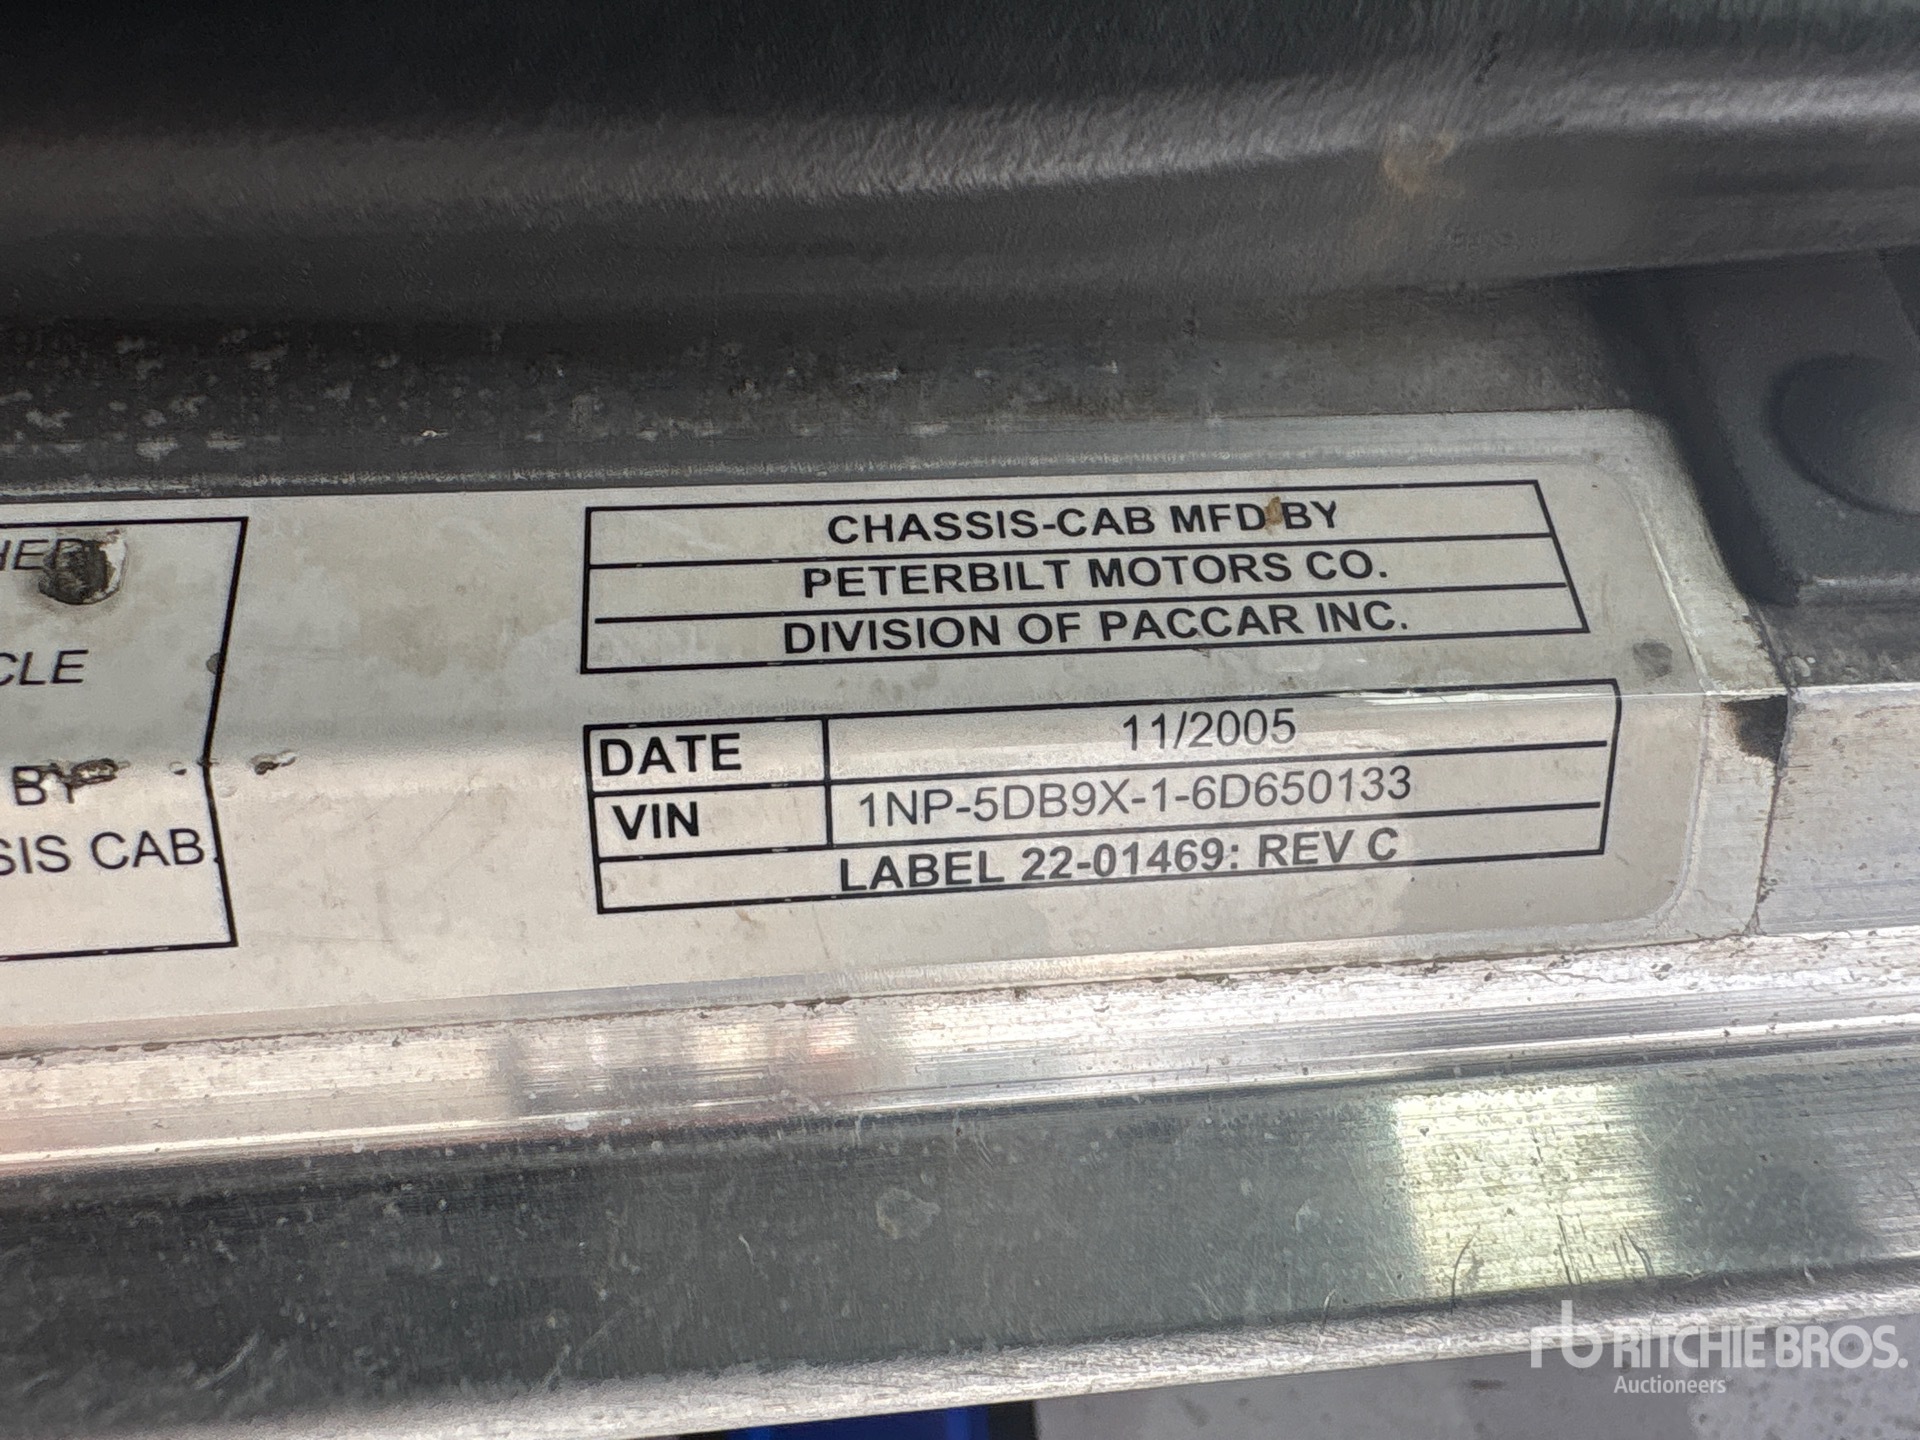 CLE
BY
SIS CAB
CHASSIS-CAB MFD BY
PETERBILT MOTORS CO.
DIVISION OF PACCAR INC.
DATE 11/2005
VIN 1NP-5DB9X-1-6D650133
LABEL 22-01469: REV C
rb RITCHIE BROS.
Auctioneers